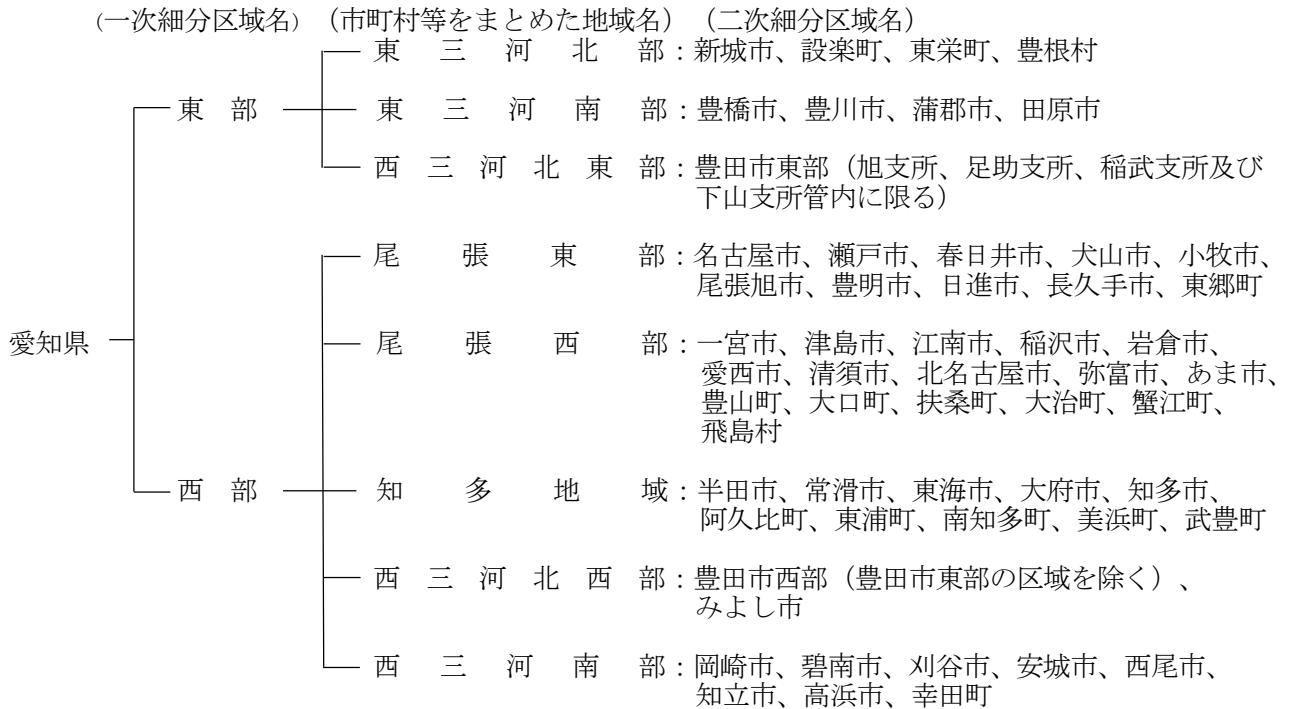 (一次細分区域名）（市町村等をまとめた地域名）（二次細分区域名）
東三河北部：新城市、設楽町、東栄町、豊根村
東部
東三河南部：豊橋市、豊川市、蒲郡市、田原市
西三河北東部：豊田市東部（旭支所、足助支所、稲武支所及び
下山支所管内に限る）
尾張東部：名古屋市、瀬戸市、春日井市、犬山市、小牧市、
尾張旭市、豊明市、日進市、長久手市、東郷町
愛知県
尾張西部：一宮市、津島市、江南市、稲沢市、岩倉市、
愛西市、清須市、北名古屋市、弥富市、あま市、
豊山町、大口町、扶桑町、大治町、蟹江町、
飛島村
西部
知多地域：半田市、常滑市、東海市、大府市、知多市、
阿久比町、東浦町、南知多町、美浜町、武豊町
西三河北西部：豊田市西部（豊田市東部の区域を除く）、
みよし市
西三河南部：岡崎市、碧南市、刈谷市、安城市、西尾市、
知立市、高浜市、幸田町